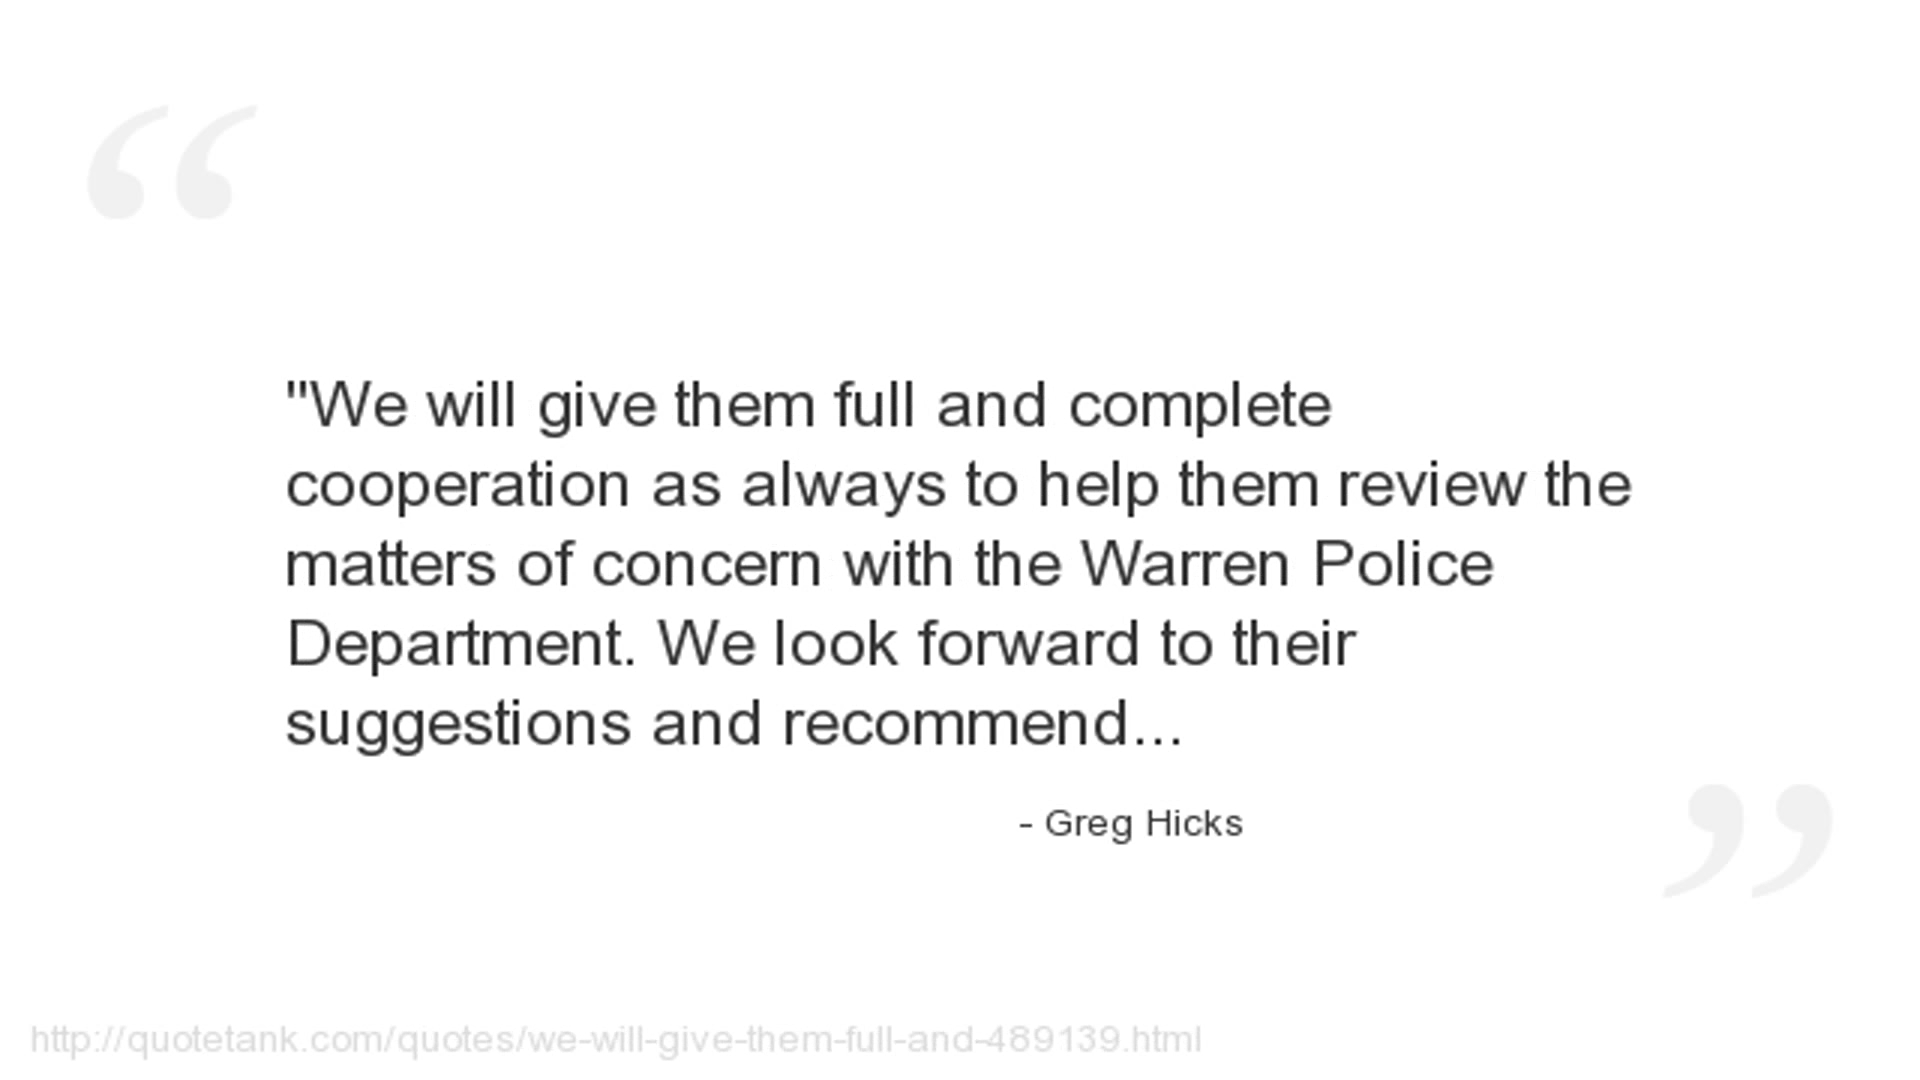 "We will give them full and complete
cooperation as always to help them review the
matters of concern with the Warren Police
Department. We look forward to their
suggestions and recommend...
- Greg Hicks
http://quotetank.com/quotes/we-will-give-them-full-and-489139.html